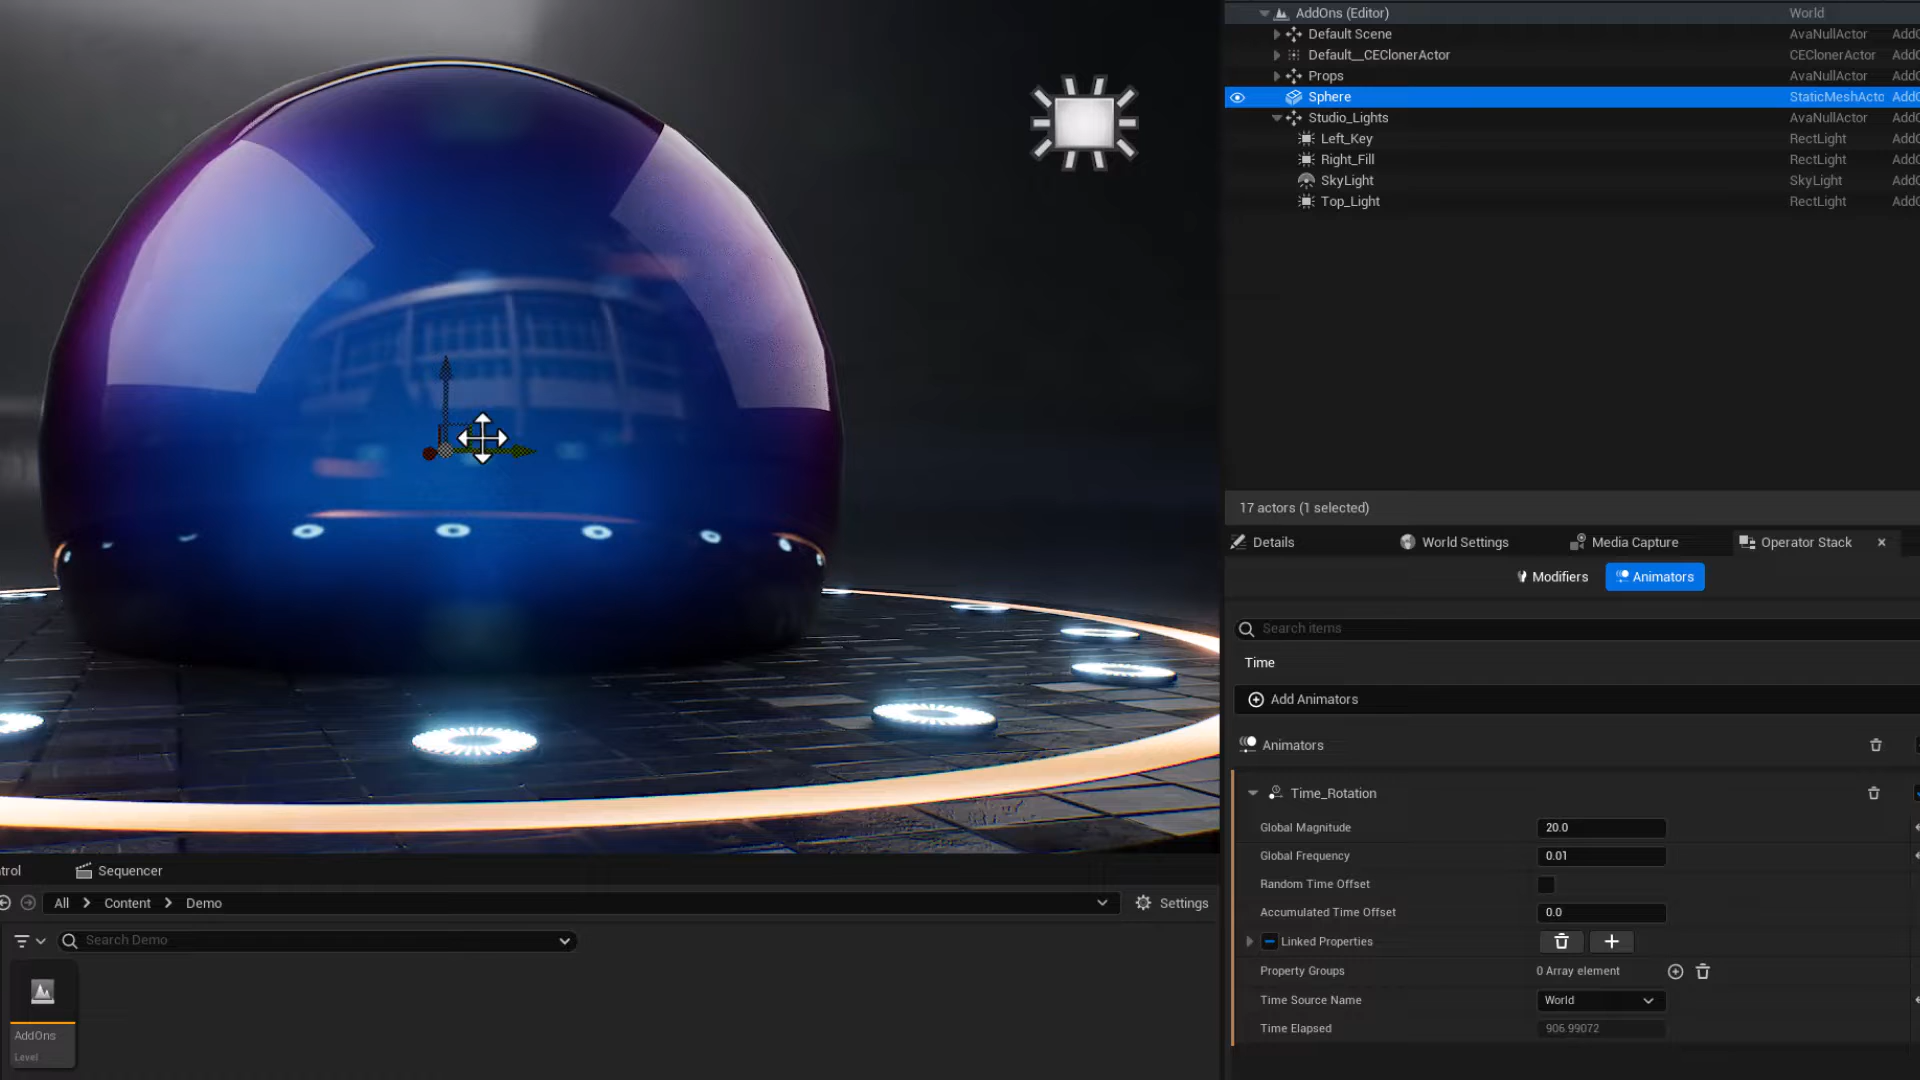 AddOns (Editor) World
Default Scene AvaNullActor
Default__CEClonerActor CEClonerActor
Props AvaNullActor
Sphere
Studio_Lights AvaNullActor
Left_Key RectLight
Right_Fill RectLight
SkyLight SkyLight
Top_Light RectLight
17 actors (1 selected)
Details World Settings Media Capture Operator Stack
Modifiers Animators
Search items
Time
Add Animators
Animators
Time_Rotation
Global Magnitude 20.0
Global Frequency 0.01
Random Time Offset
Accumulated Time Offset 0.0
Linked Properties
Property Groups 0 Array element
Time Source Name World
Time Elapsed 906.99072
trol Sequencer
All Content Demo Settings
Search Demo
AddOns
Level